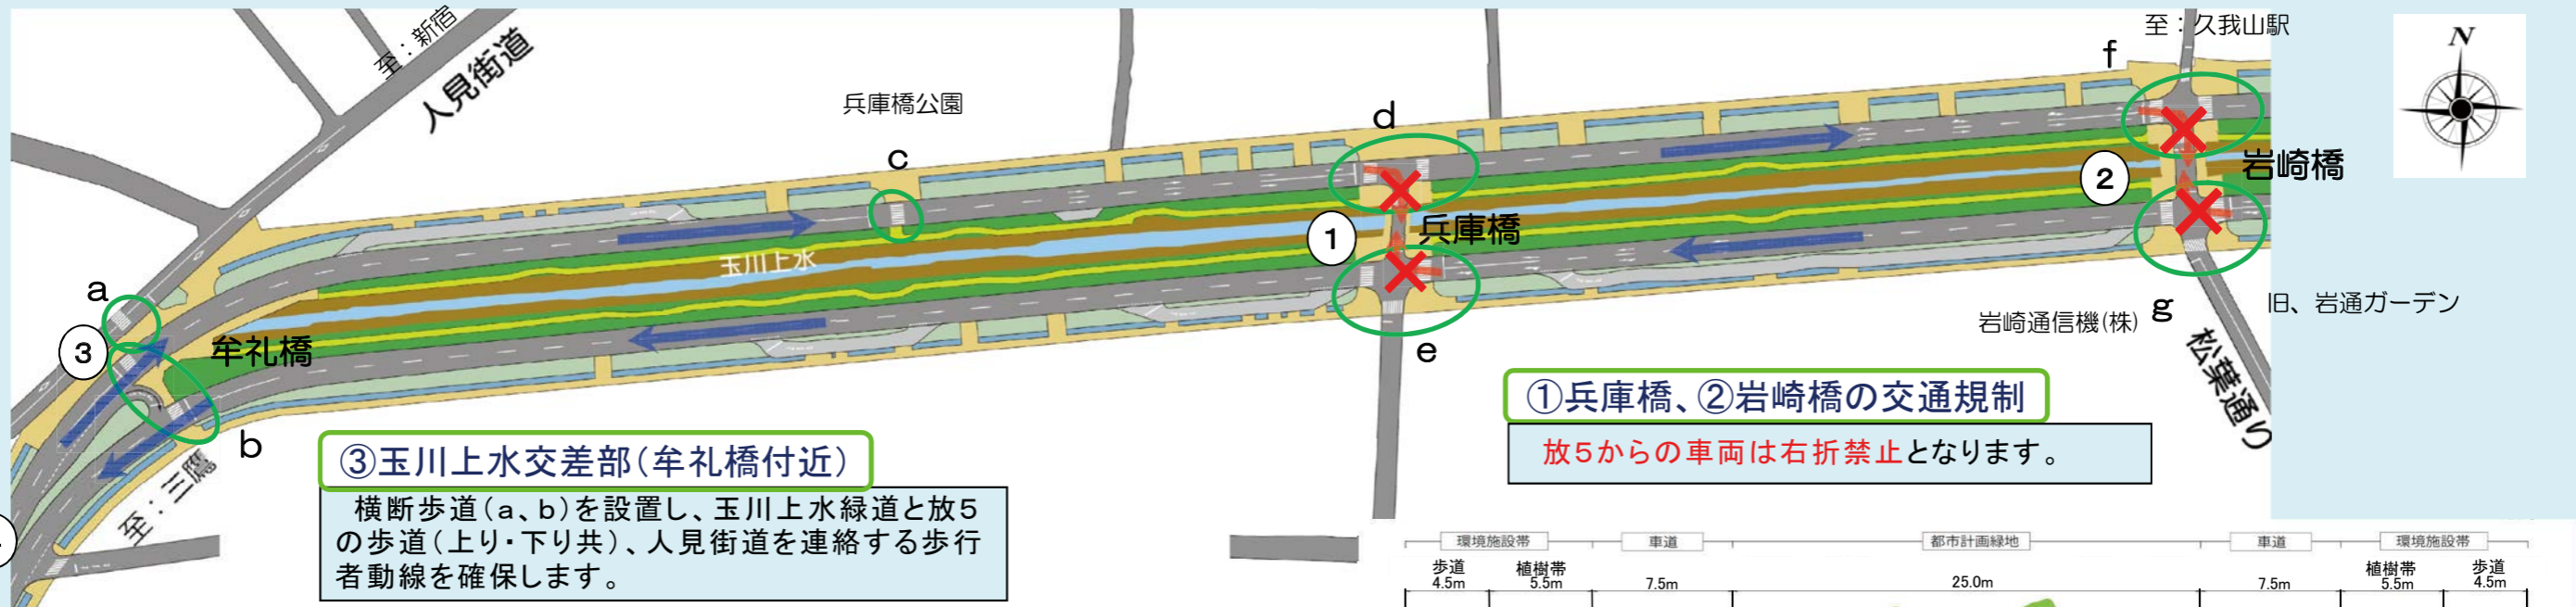 至：新宿
人見街道
兵庫橋公園
至：久我山駅
N
f
d
c
岩崎橋
②
①
兵庫橋
玉川上水
a
③
牟礼橋
b
e
g
岩崎通信機(株)
旧、岩通ガーデン
松葉通り
至：三鷹
①兵庫橋、②岩崎橋の交通規制
放５からの車両は右折禁止となります。
③玉川上水交差部（牟礼橋付近）
横断歩道（a、b）を設置し、玉川上水緑道と放５
の歩道（上り・下り共）、人見街道を連絡する歩行
者動線を確保します。
環境施設帯 車道 都市計画緑地 車道 環境施設帯
歩道 植樹帯 植樹帯 歩道
4.5m 5.5m 7.5m 25.0m 7.5m 5.5m 4.5m